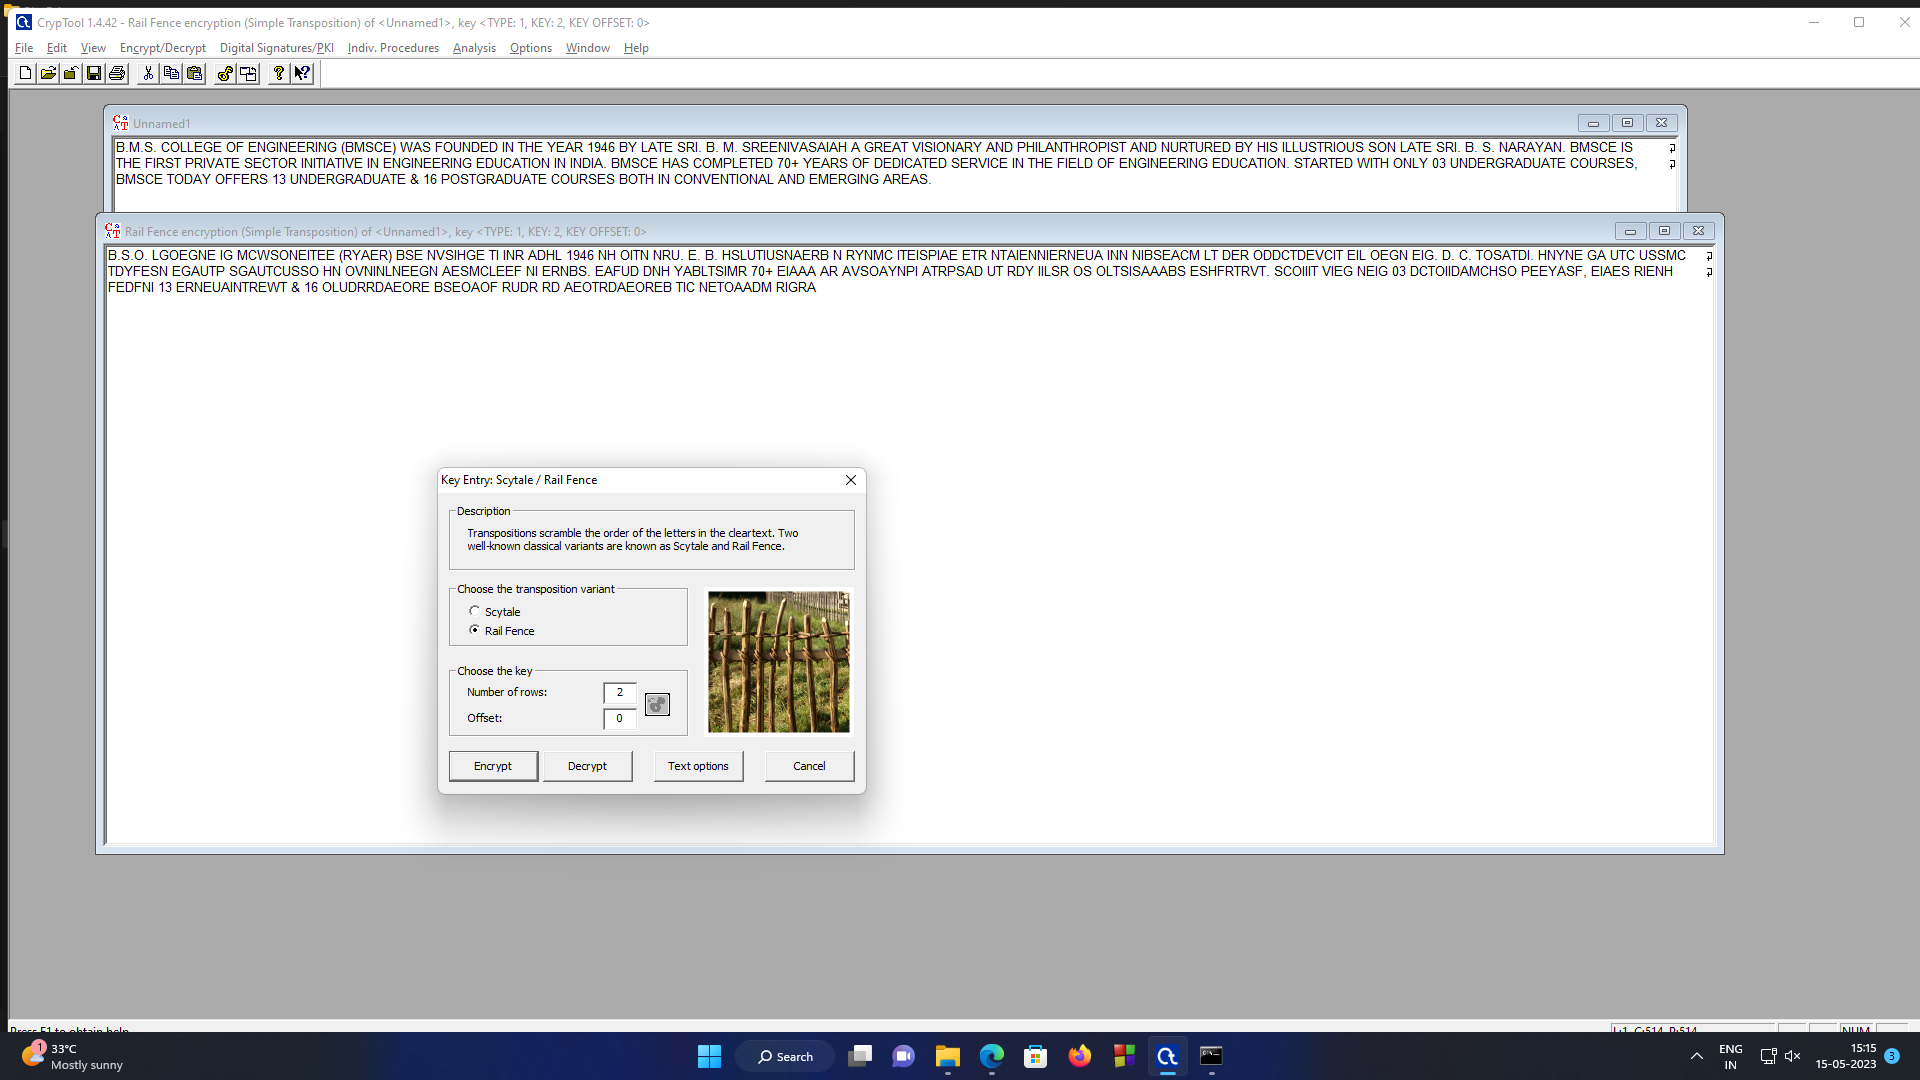 CrypTool 1.4.42 - Rail Fence encryption (Simple Transposition) of <Unnamed1>, key <TYPE: 1, KEY: 2, KEY OFFSET: 0>
File Edit View Encrypt/Decrypt Digital Signatures/PKI Indiv. Procedures Analysis Options Window Help
Unnamed1
B.M.S. COLLEGE OF ENGINEERING (BMSCE) WAS FOUNDED IN THE YEAR 1946 BY LATE SRI. B. M. SREENIVASAIAH A GREAT VISIONARY AND PHILANTHROPIST AND NURTURED BY HIS ILLUSTRIOUS SON LATE SRI. B. S. NARAYAN. BMSCE IS
THE FIRST PRIVATE SECTOR INITIATIVE IN ENGINEERING EDUCATION IN INDIA. BMSCE HAS COMPLETED 70+ YEARS OF DEDICATED SERVICE IN THE FIELD OF ENGINEERING EDUCATION. STARTED WITH ONLY 03 UNDERGRADUATE COURSES,
BMSCE TODAY OFFERS 13 UNDERGRADUATE & 16 POSTGRADUATE COURSES BOTH IN CONVENTIONAL AND EMERGING AREAS.
Rail Fence encryption (Simple Transposition) of <Unnamed1>, key <TYPE: 1, KEY: 2, KEY OFFSET: 0>
B.S.O. LGOEGNE IG MCWSONEITEE (RYAER) BSE NVSIHGE TI INR ADHL 1946 NH OITN NRU. E. B. HSLUTIUSNAERB N RYNMC ITEISPIAE ETR NTAIENNIERNEUA INN NIBSEACM LT DER ODDCTDEVCIT EIL OEGN EIG. D. C. TOSATDI. HNYNE GA UTC USSMC
TDYFESN EGAUTP SGAUTCUSSO HN OVNINLNEEGN AESMCLEEF NI ERNBS. EAFUD DNH YABLTSIMR 70+ EIAAA AR AVSOAYNPI ATRPSAD UT RDY IILSR OS OLTSISAAABS ESHFRTRVT. SCOIIIT VIEG NEIG 03 DCTOIIDAMCHSO PEEYASF, EIAES RIENH
FEDFNI 13 ERNEUAINTREWT & 16 OLUDRRDAEORE BSEOAOF RUDR RD AEOTRDAEOREB TIC NETOAADM RIGRA
Key Entry: Scytale / Rail Fence
Description
Transpositions scramble the order of the letters in the cleartext. Two
well-known classical variants are known as Scytale and Rail Fence.
Choose the transposition variant
Scytale
Rail Fence
Choose the key
Number of rows: 2
Offset: 0
Encrypt Decrypt Text options Cancel
Press F1 to obtain help.
L:1 C:514 P:514 NUM
1
33°C
Mostly sunny
Search
ENG
IN
15:15
15-05-2023
3